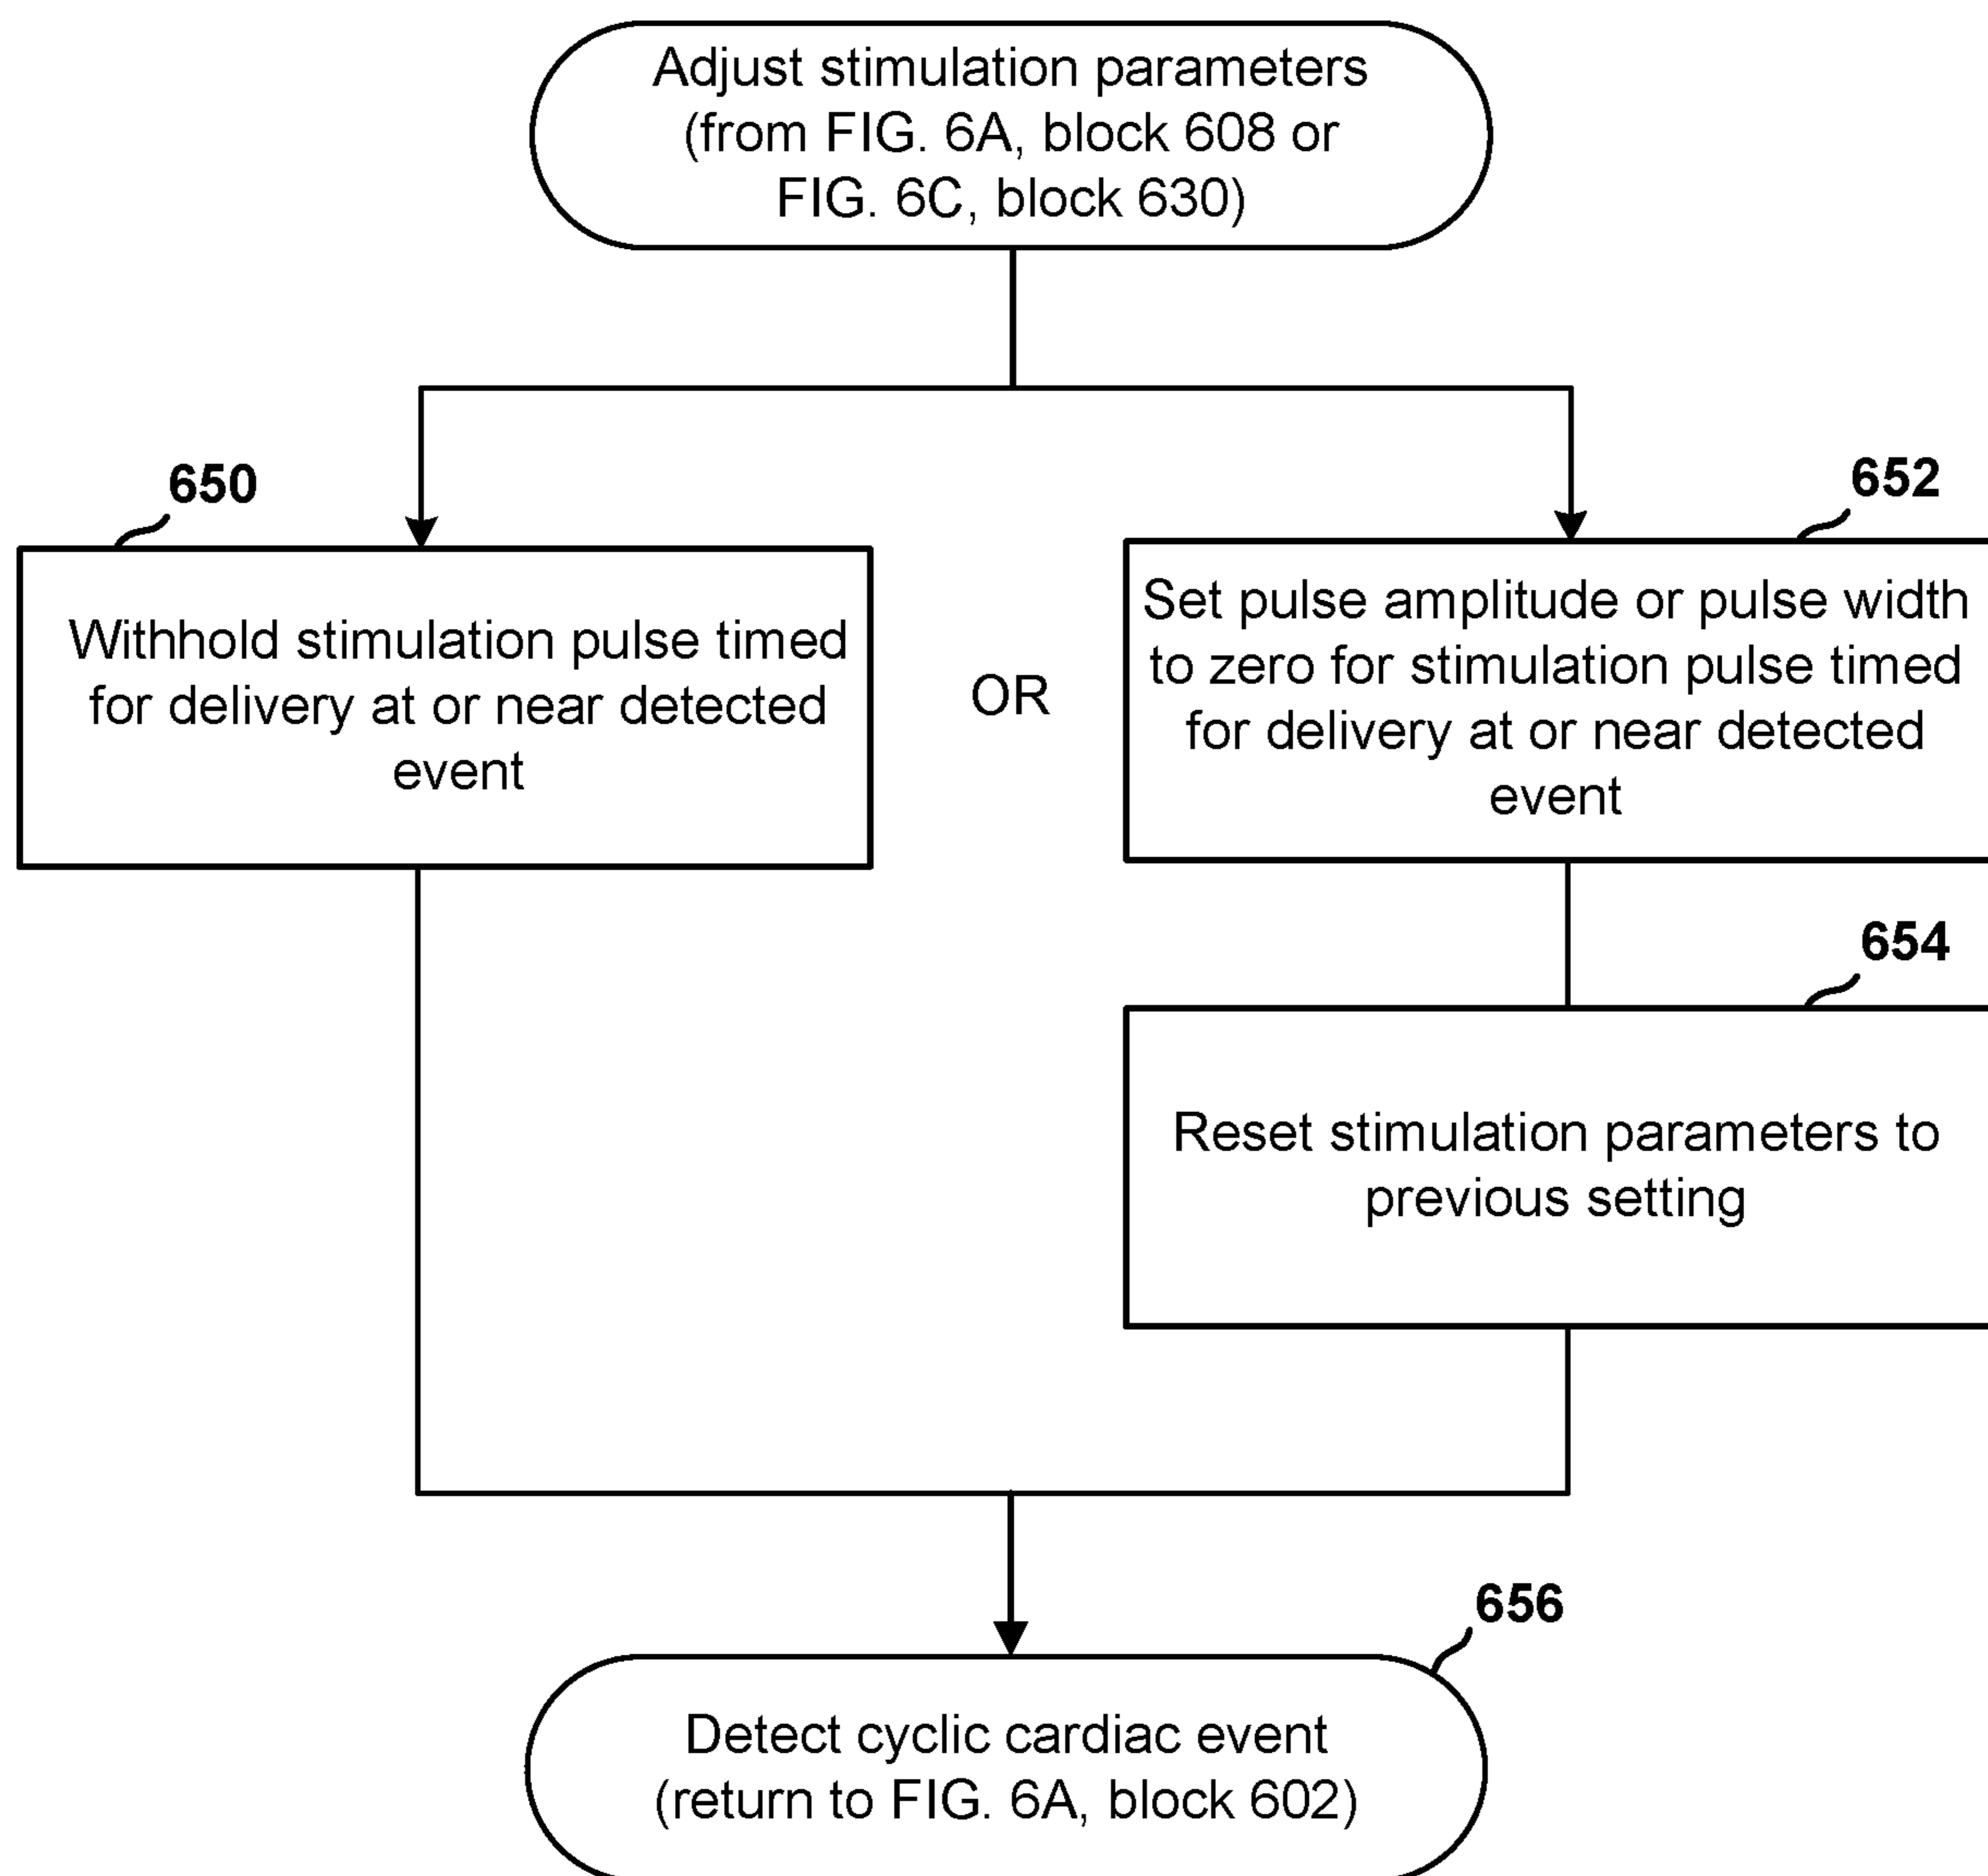 Adjust stimulation parameters
(from FIG. 6A, block 608 or
FIG. 6C, block 630)
650
Withhold stimulation pulse timed
for delivery at or near detected
event
OR
652
Set pulse amplitude or pulse width
to zero for stimulation pulse timed
for delivery at or near detected
event
654
Reset stimulation parameters to
previous setting
656
Detect cyclic cardiac event
(return to FIG. 6A, block 602)